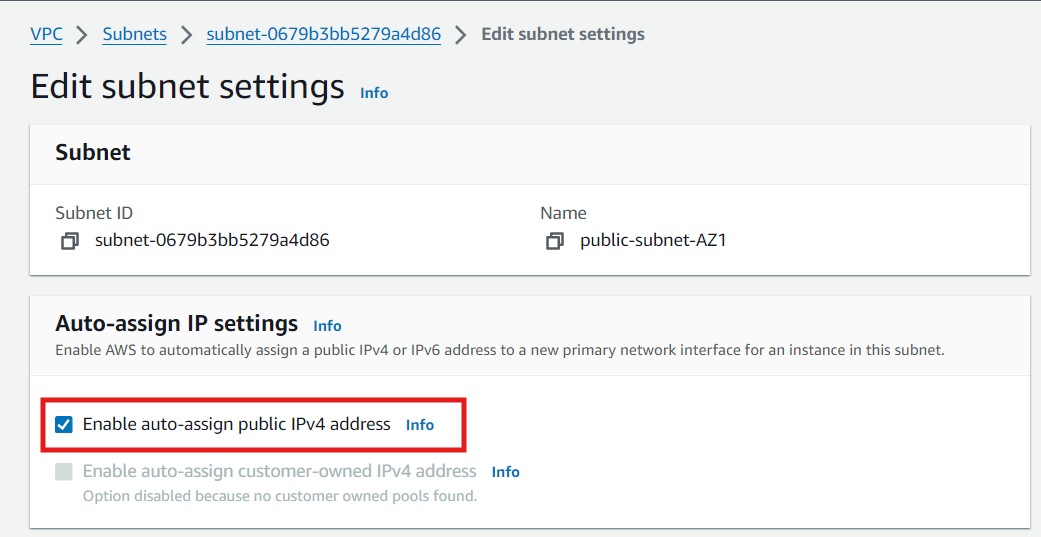 VPC > Subnets > subnet-0679b3bb5279a4d86 > Edit subnet settings
Edit subnet settings Info
Subnet
Subnet ID
subnet-0679b3bb5279a4d86
Name
public-subnet-AZ1
Auto-assign IP settings Info
Enable AWS to automatically assign a public IPv4 or IPv6 address to a new primary network interface for an instance in this subnet.
Enable auto-assign public IPv4 address Info
Enable auto-assign customer-owned IPv4 address Info
Option disabled because no customer owned pools found.